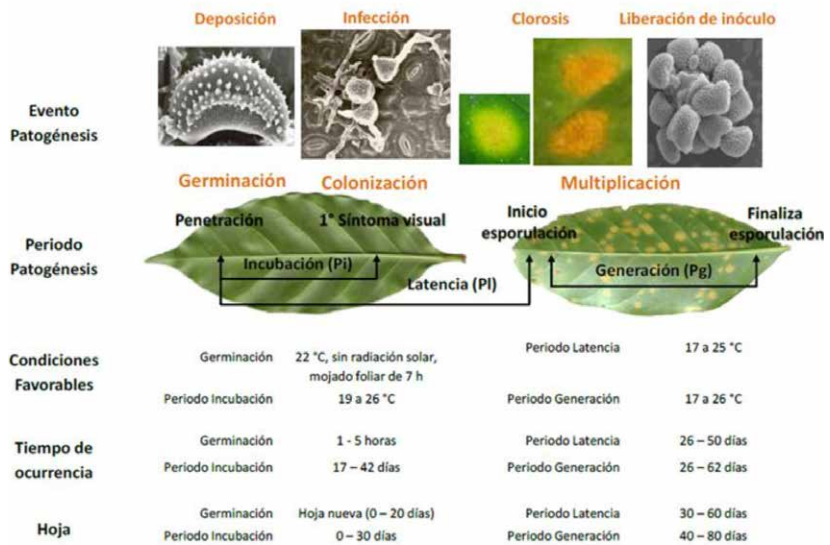 Deposición Infección Clorosis Liberación de inóculo
Evento
Patogénesis
Germinación Colonización Multiplicación
Penetración 1° Síntoma visual Inicio
esporulación Finaliza
esporulación
Periodo
Patogénesis
Incubación (Pi) Generación (Pg)
Latencia (Pl)
Condiciones
Favorables
Germinación 22 °C, sin radiación solar,
mojado foliar de 7 h
Periodo Latencia 17 a 25 °C
Periodo Incubación 19 a 26 °C Periodo Generación 17 a 26 °C
Tiempo de
ocurrencia
Germinación 1 - 5 horas Periodo Latencia 26 – 50 días
Periodo Incubación 17 – 42 días Periodo Generación 26 – 62 días
Hoja
Germinación Hoja nueva (0 – 20 días) Periodo Latencia 30 – 60 días
Periodo Incubación 0 – 30 días Periodo Generación 40 – 80 días